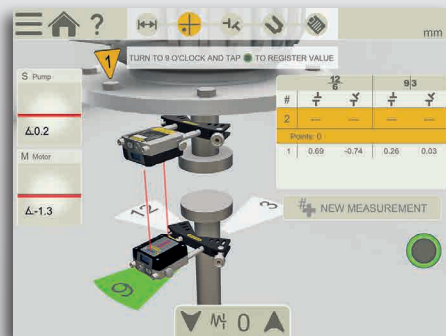 ?
mm
1
TURN TO 9 O'CLOCK AND TAP TO REGISTER VALUE
S Pump
∡0.2
M Motor
∡-1.3
12
6
9 3
#
2 --- --- --- ---
Points: 0
1 0.69 -0.74 0.26 0.03
NEW MEASUREMENT
12
3
9
0